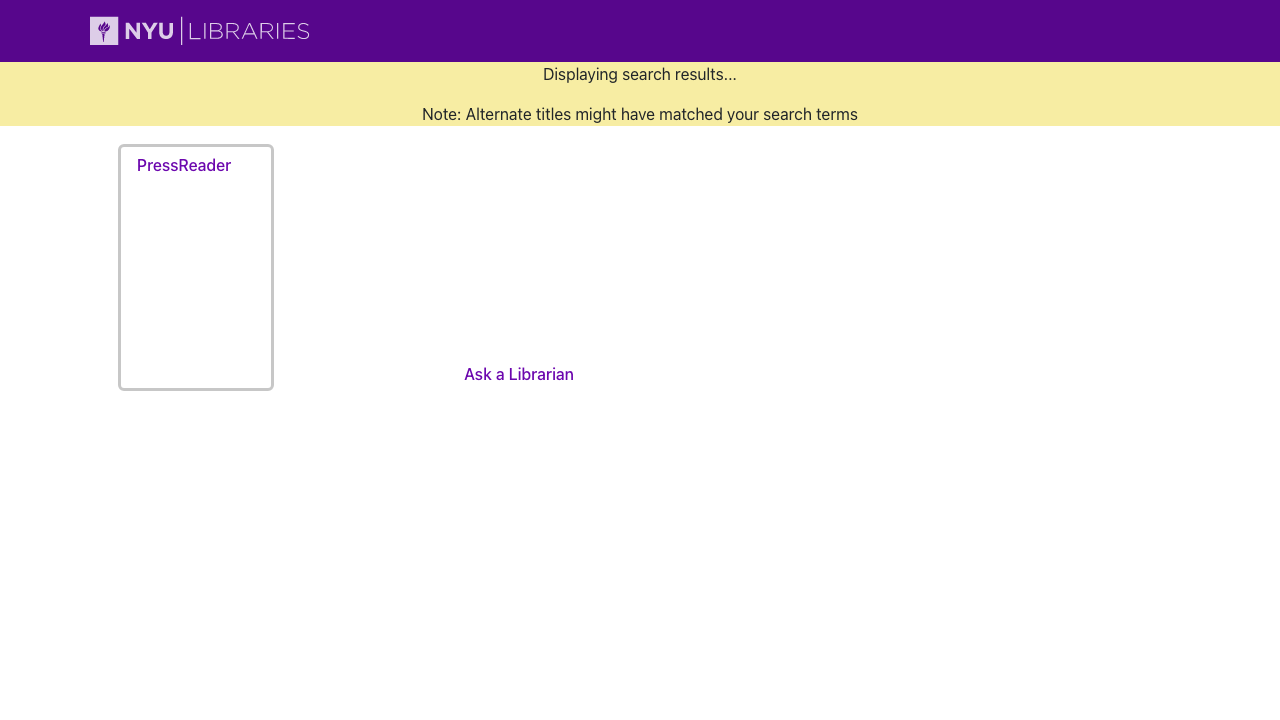 NYU LIBRARIES
Displaying search results...
Note: Alternate titles might have matched your search terms
PressReader
Ask a Librarian